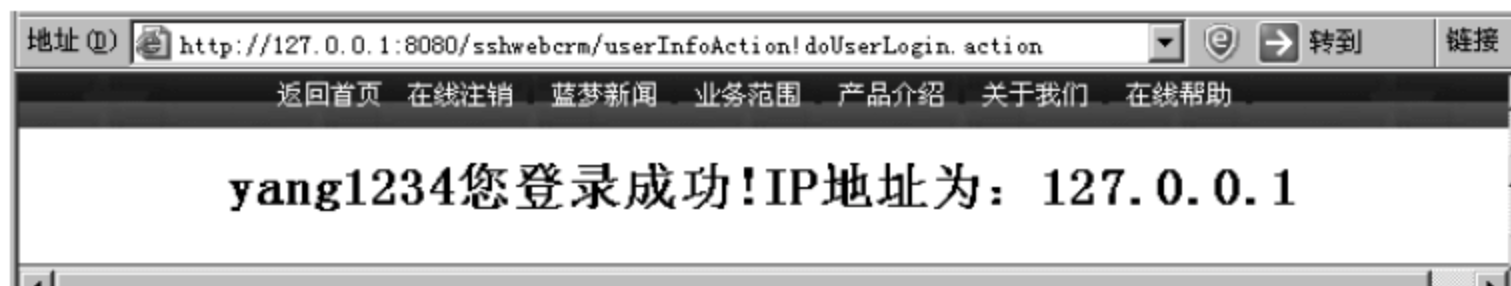 地址(D) http://127.0.0.1:8080/sshwebcrm/userInfoAction!doUserLogin.action 转到 链接
返回首页 在线注销 蓝梦新闻 业务范围 产品介绍 关于我们 在线帮助
yang1234您登录成功!IP地址为：127.0.0.1